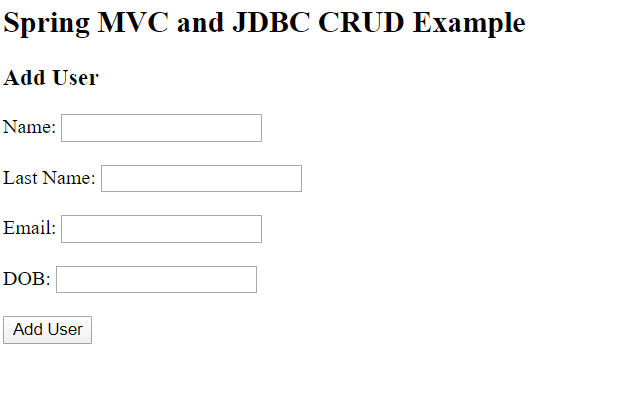 Spring MVC and JDBC CRUD Example
Add User
Name:
Last Name:
Email:
DOB:
Add User